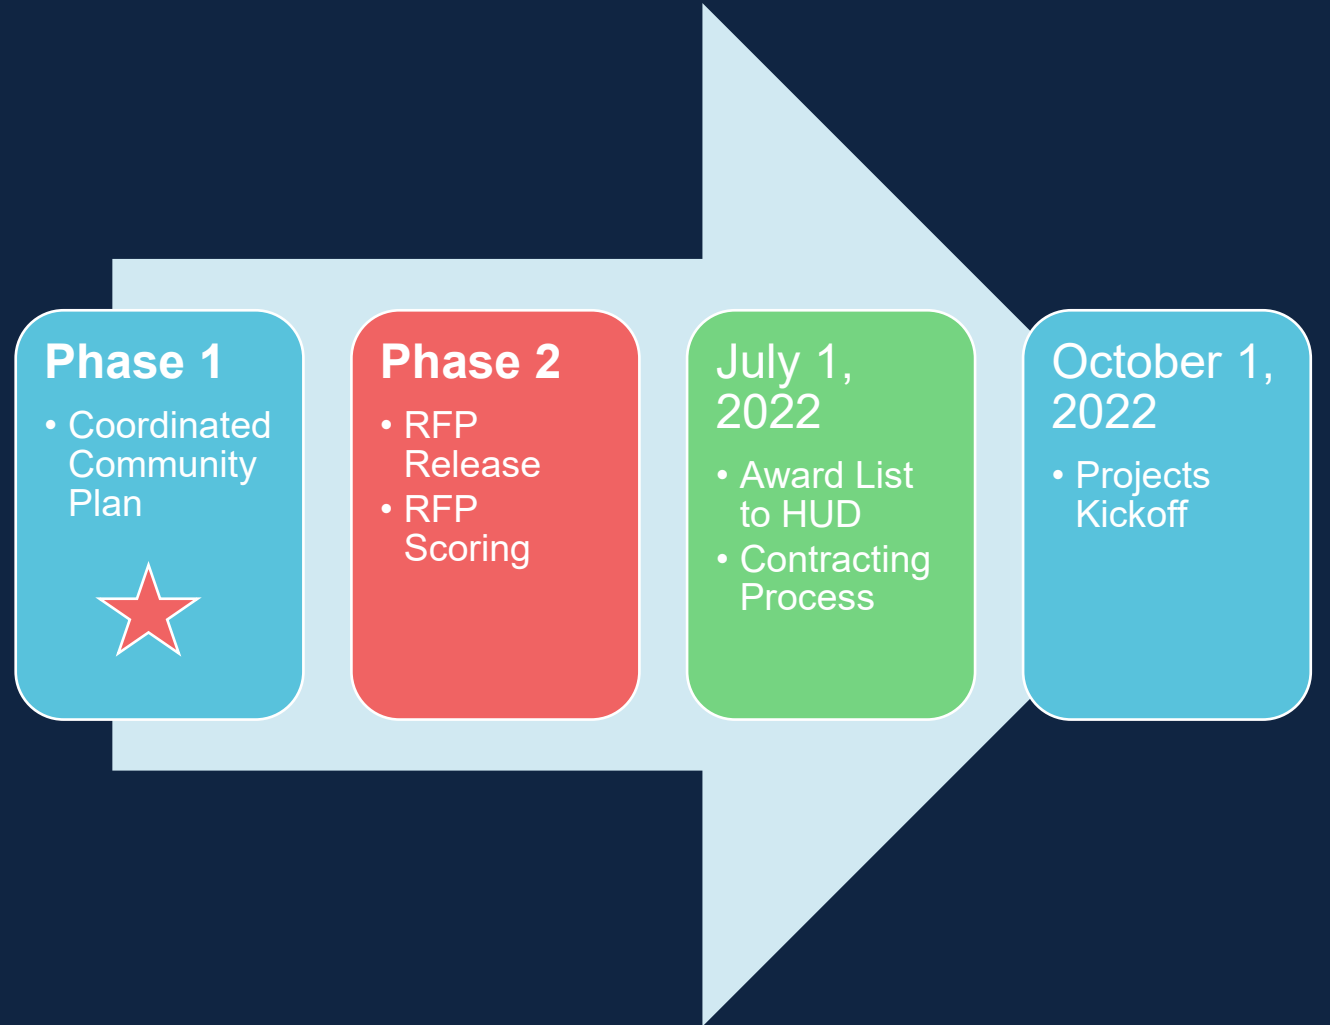 Phase 1
• Coordinated
Community
Plan
Phase 2
• RFP
Release
• RFP
Scoring
July 1,
2022
• Award List
to HUD
• Contracting
Process
October 1,
2022
• Projects
Kickoff